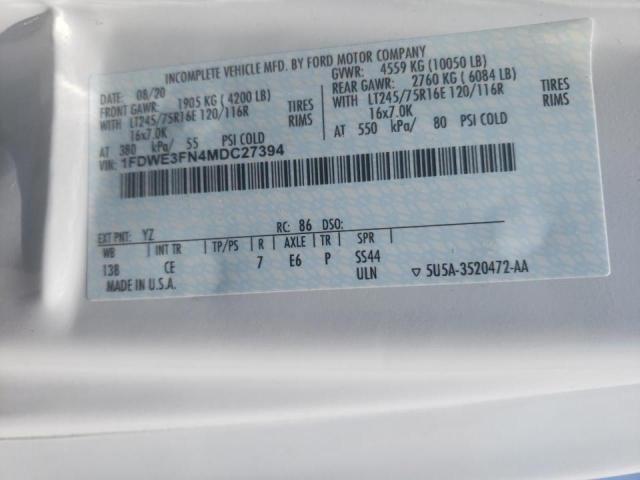 INCOMPLETE VEHICLE MFD. BY FORD MOTOR COMPANY
DATE: 08/20 GVWR: 4559 KG (10050 LB)
FRONT GAWR: 1905 KG (4200 LB) REAR GAWR: 2760 KG (6084 LB)
WITH LT245/75R16E 120/116R TIRES WITH LT245/75R16E 120/116R TIRES
16x7.0K RIMS 16x7.0K RIMS
AT 380 kPa/ 55 PSI COLD AT 550 kPa/ 80 PSI COLD
VIN: 1FDWE3FN4MDC27394
EXT PNT: YZ RC: 86 DSO:
WB INT TR TP/PS R AXLE TR SPR
138 CE 7 E6 P SS44
MADE IN U.S.A. ULN ▽ 5U5A-3520472-AA